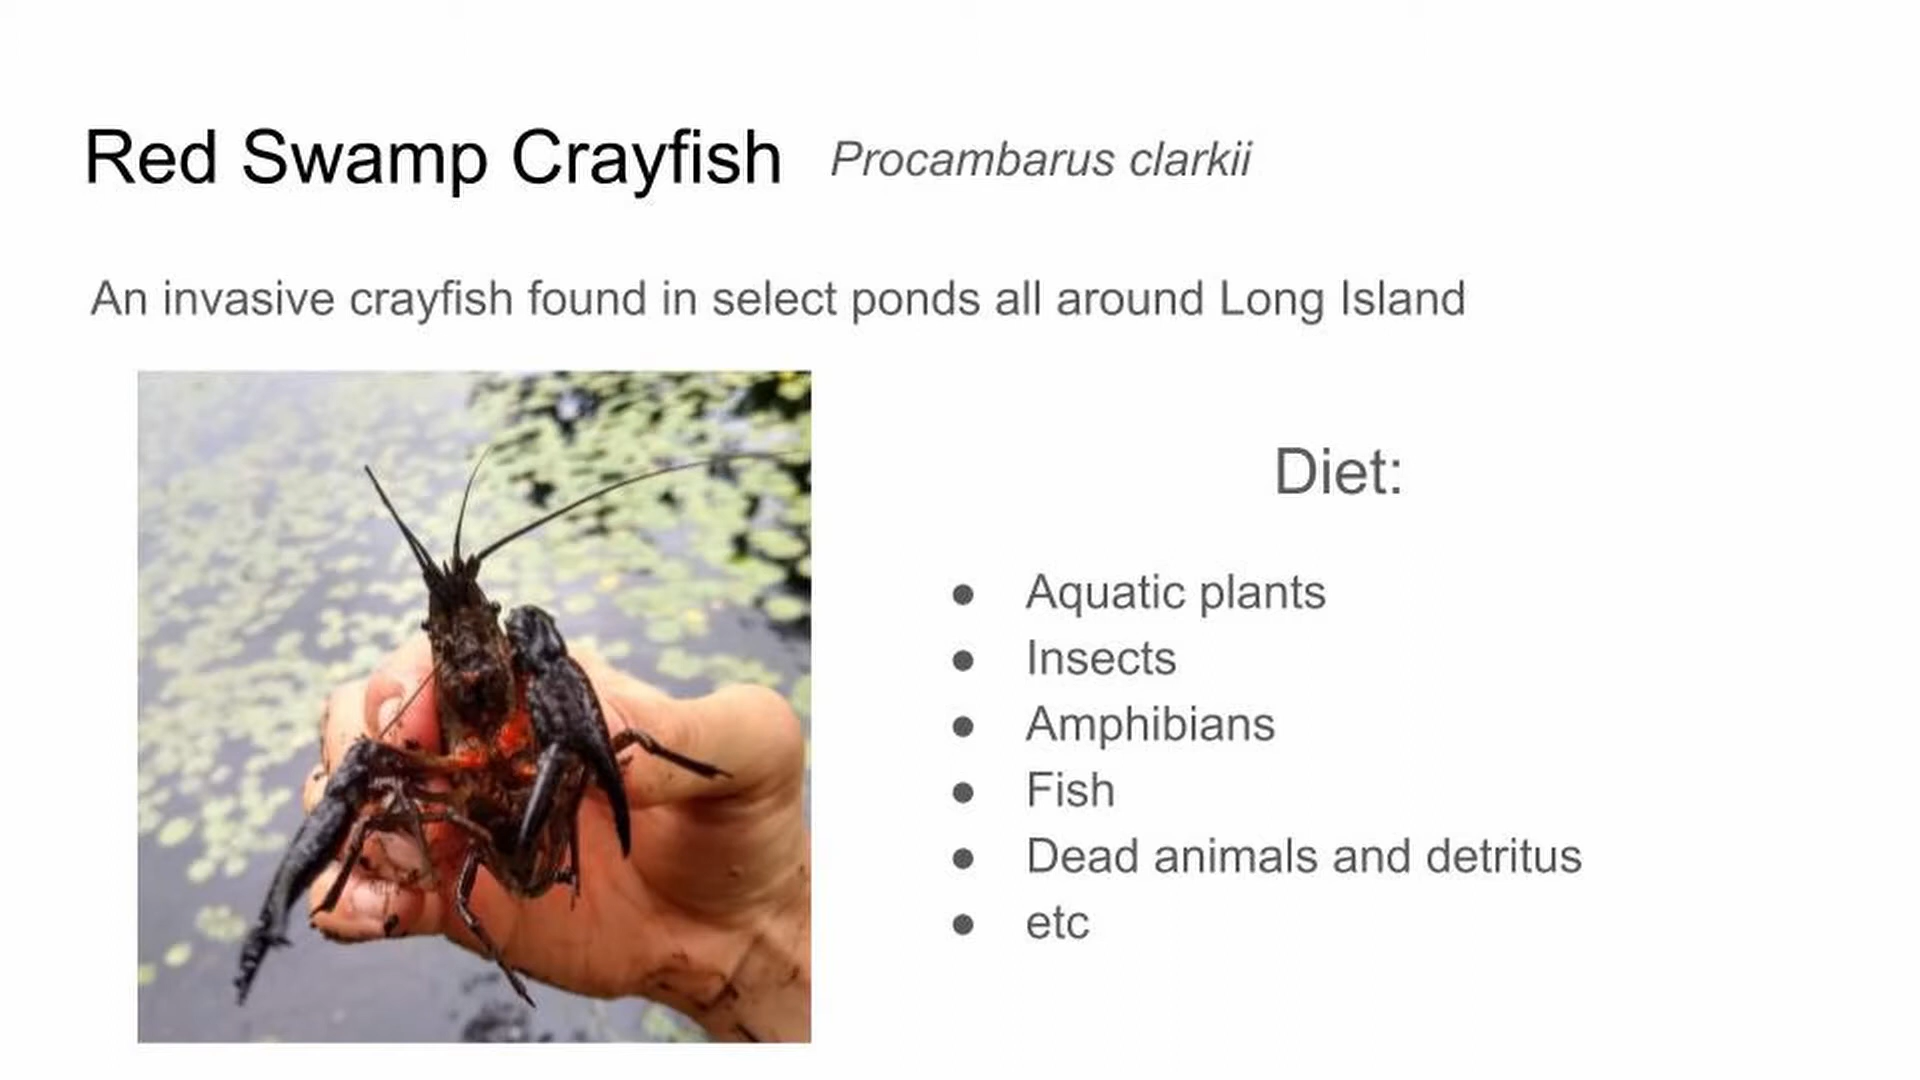 Red Swamp Crayfish Procambarus clarkii
An invasive crayfish found in select ponds all around Long Island
Diet:
● Aquatic plants
● Insects
● Amphibians
● Fish
● Dead animals and detritus
● etc